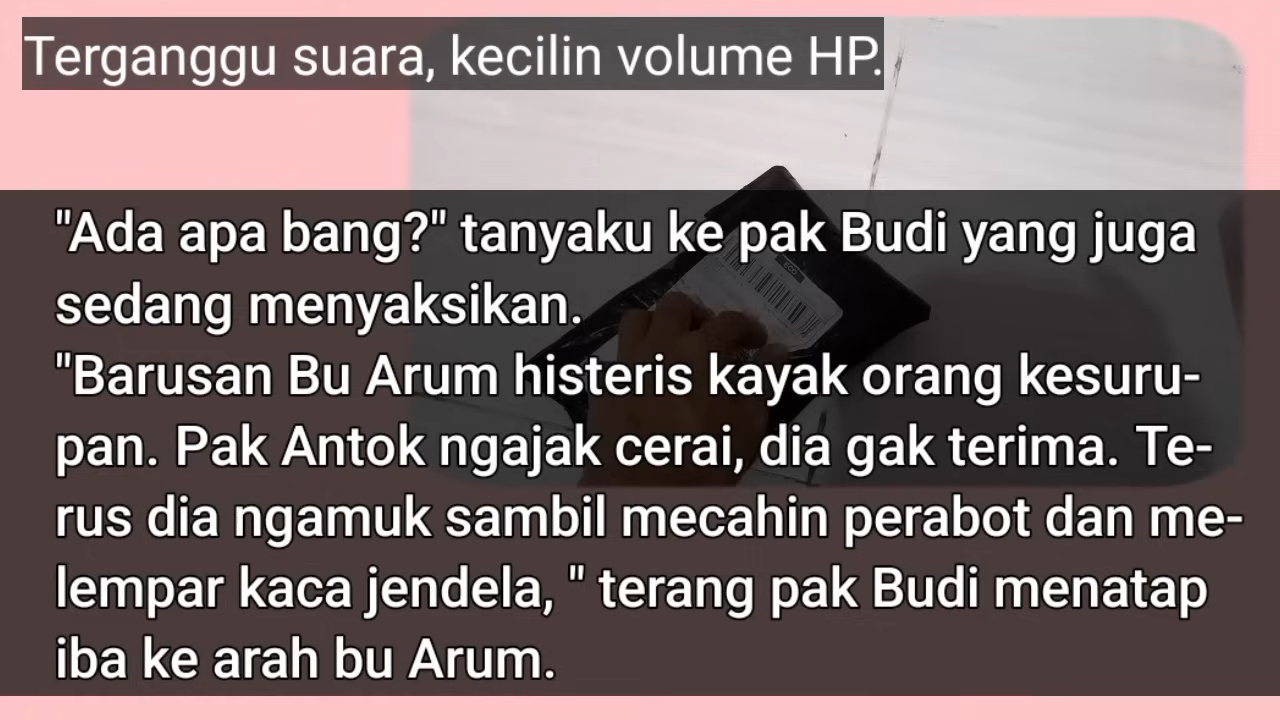 Terganggu suara, kecilin volume HP.
"Ada apa bang?" tanyaku ke pak Budi yang juga
sedang menyaksikan.
"Barusan Bu Arum histeris kayak orang kesuru-
pan. Pak Antok ngajak cerai, dia gak terima. Te-
rus dia ngamuk sambil mecahin perabot dan me-
lempar kaca jendela, " terang pak Budi menatap
iba ke arah bu Arum.
ECO